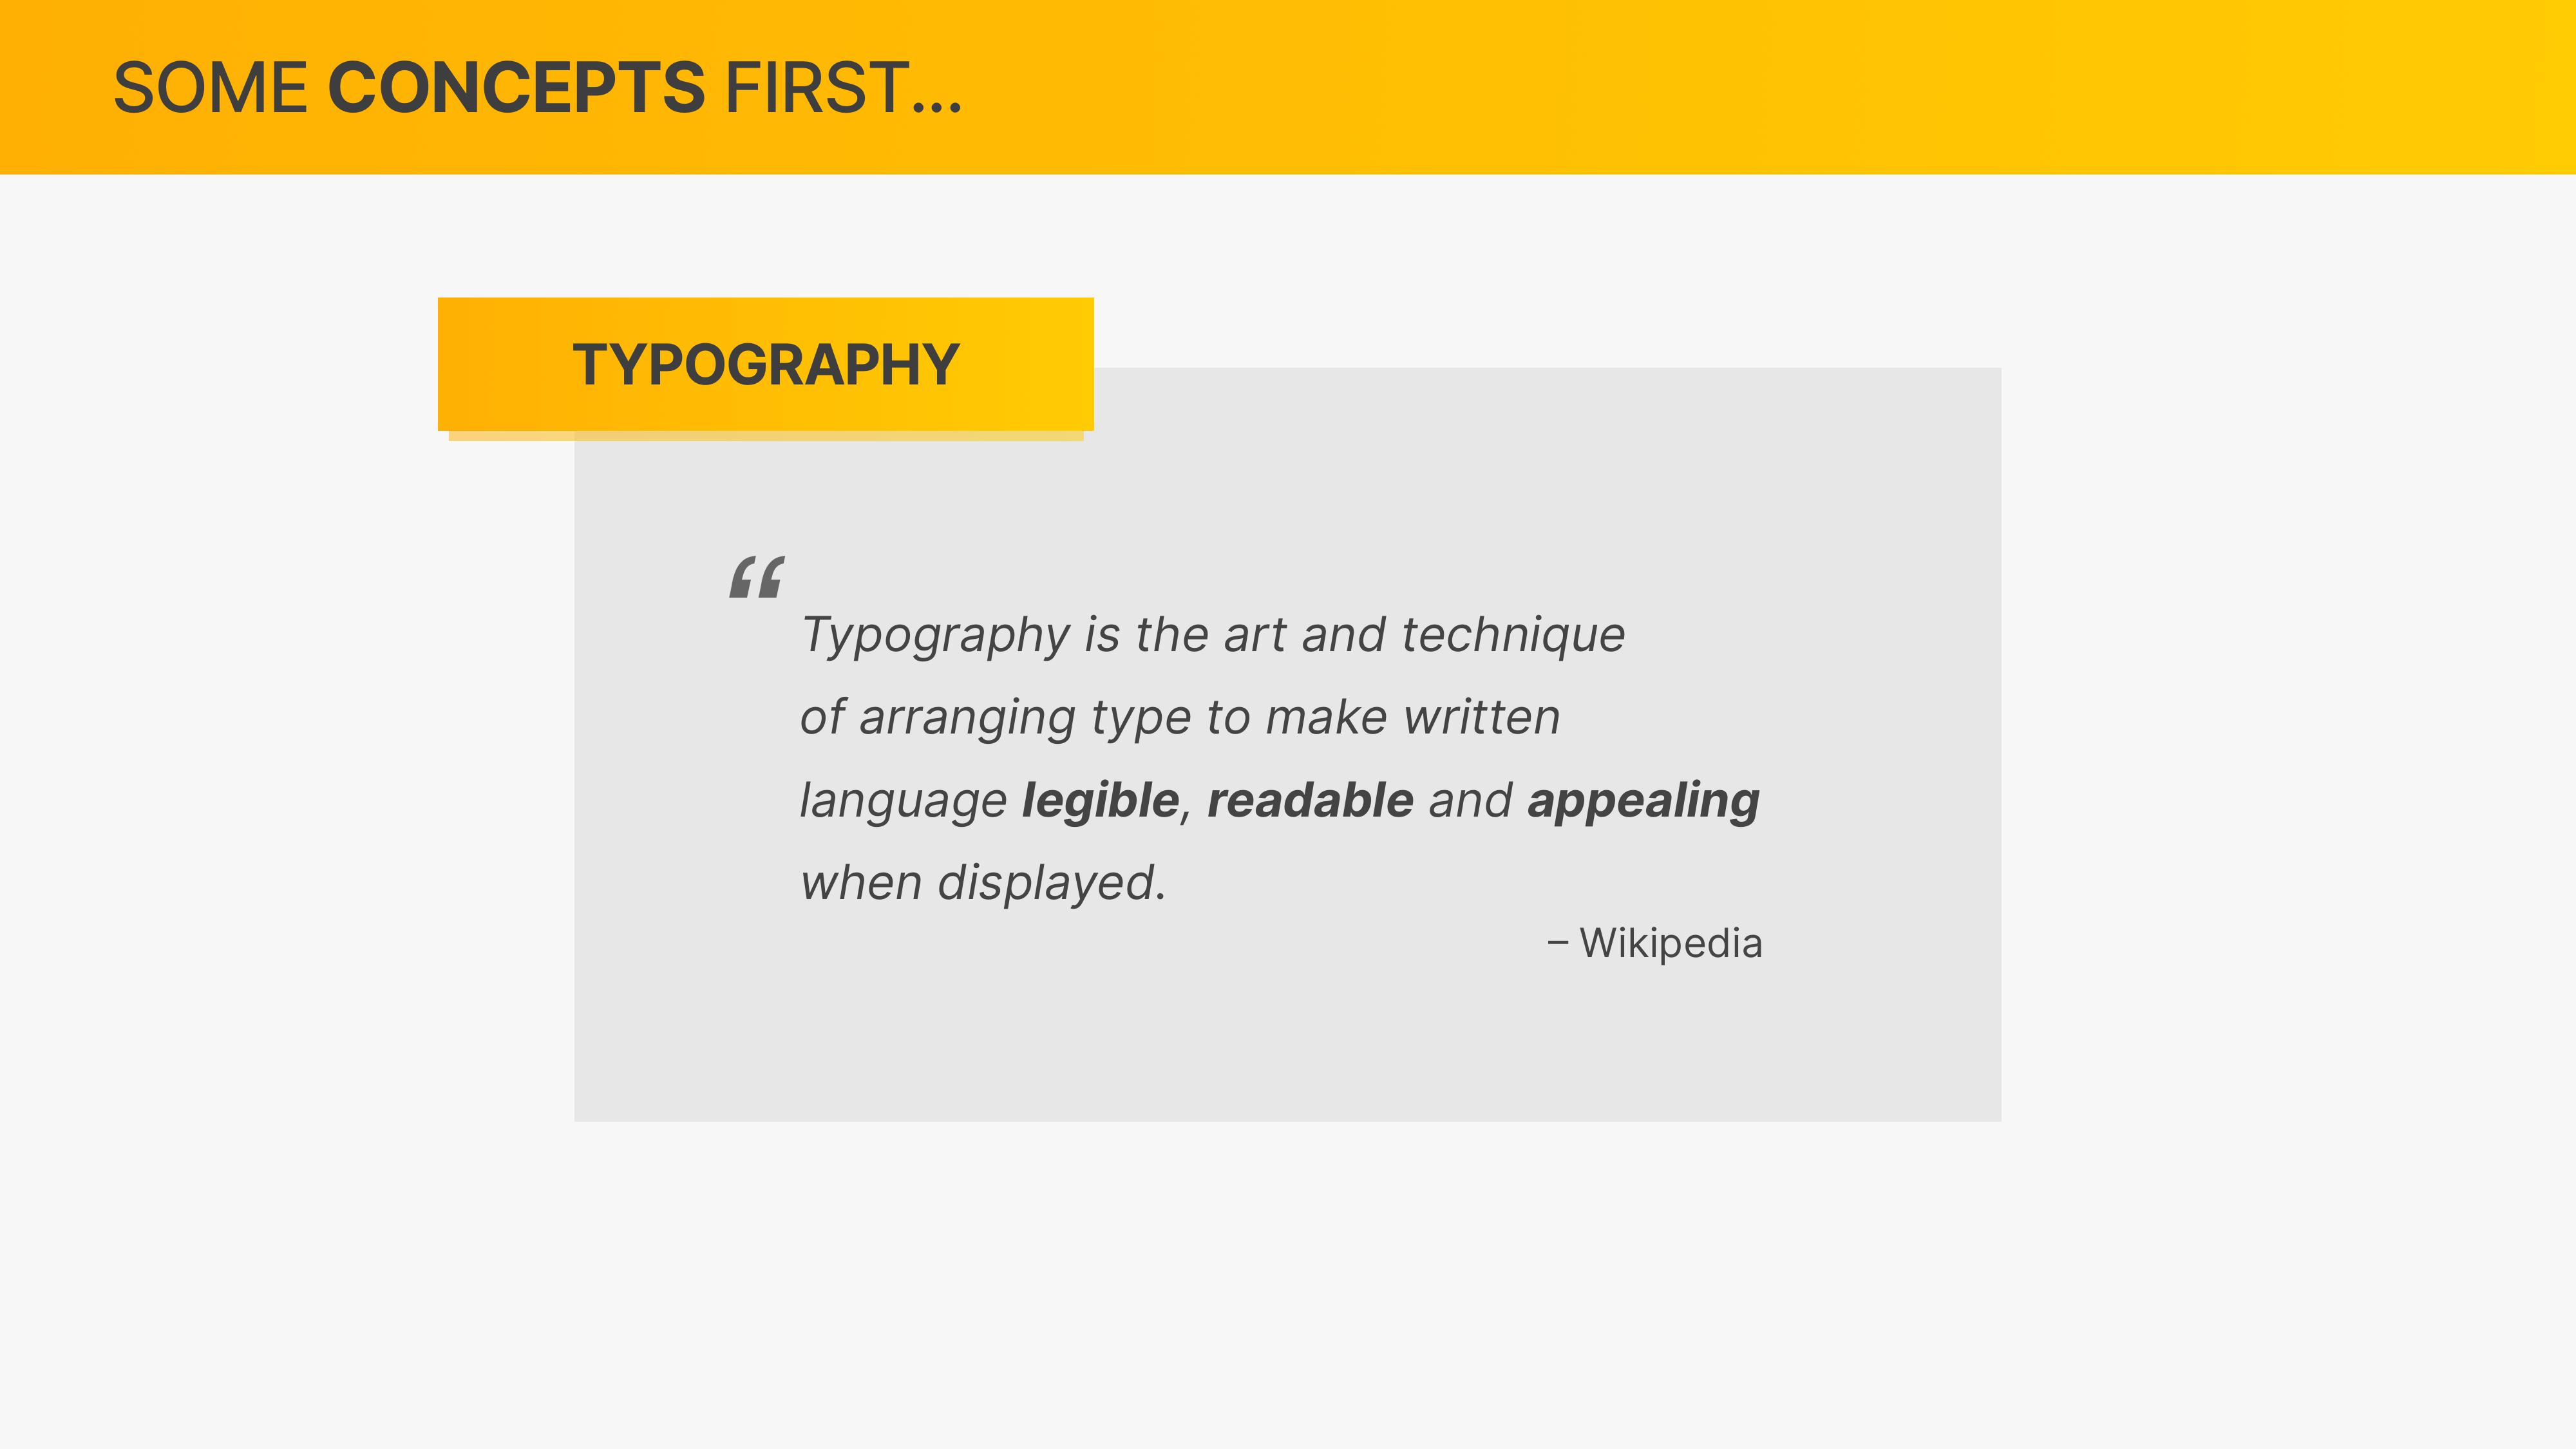 SOME CONCEPTS FIRST...
TYPOGRAPHY
“
Typography is the art and technique
of arranging type to make written
language legible, readable and appealing
when displayed.
– Wikipedia